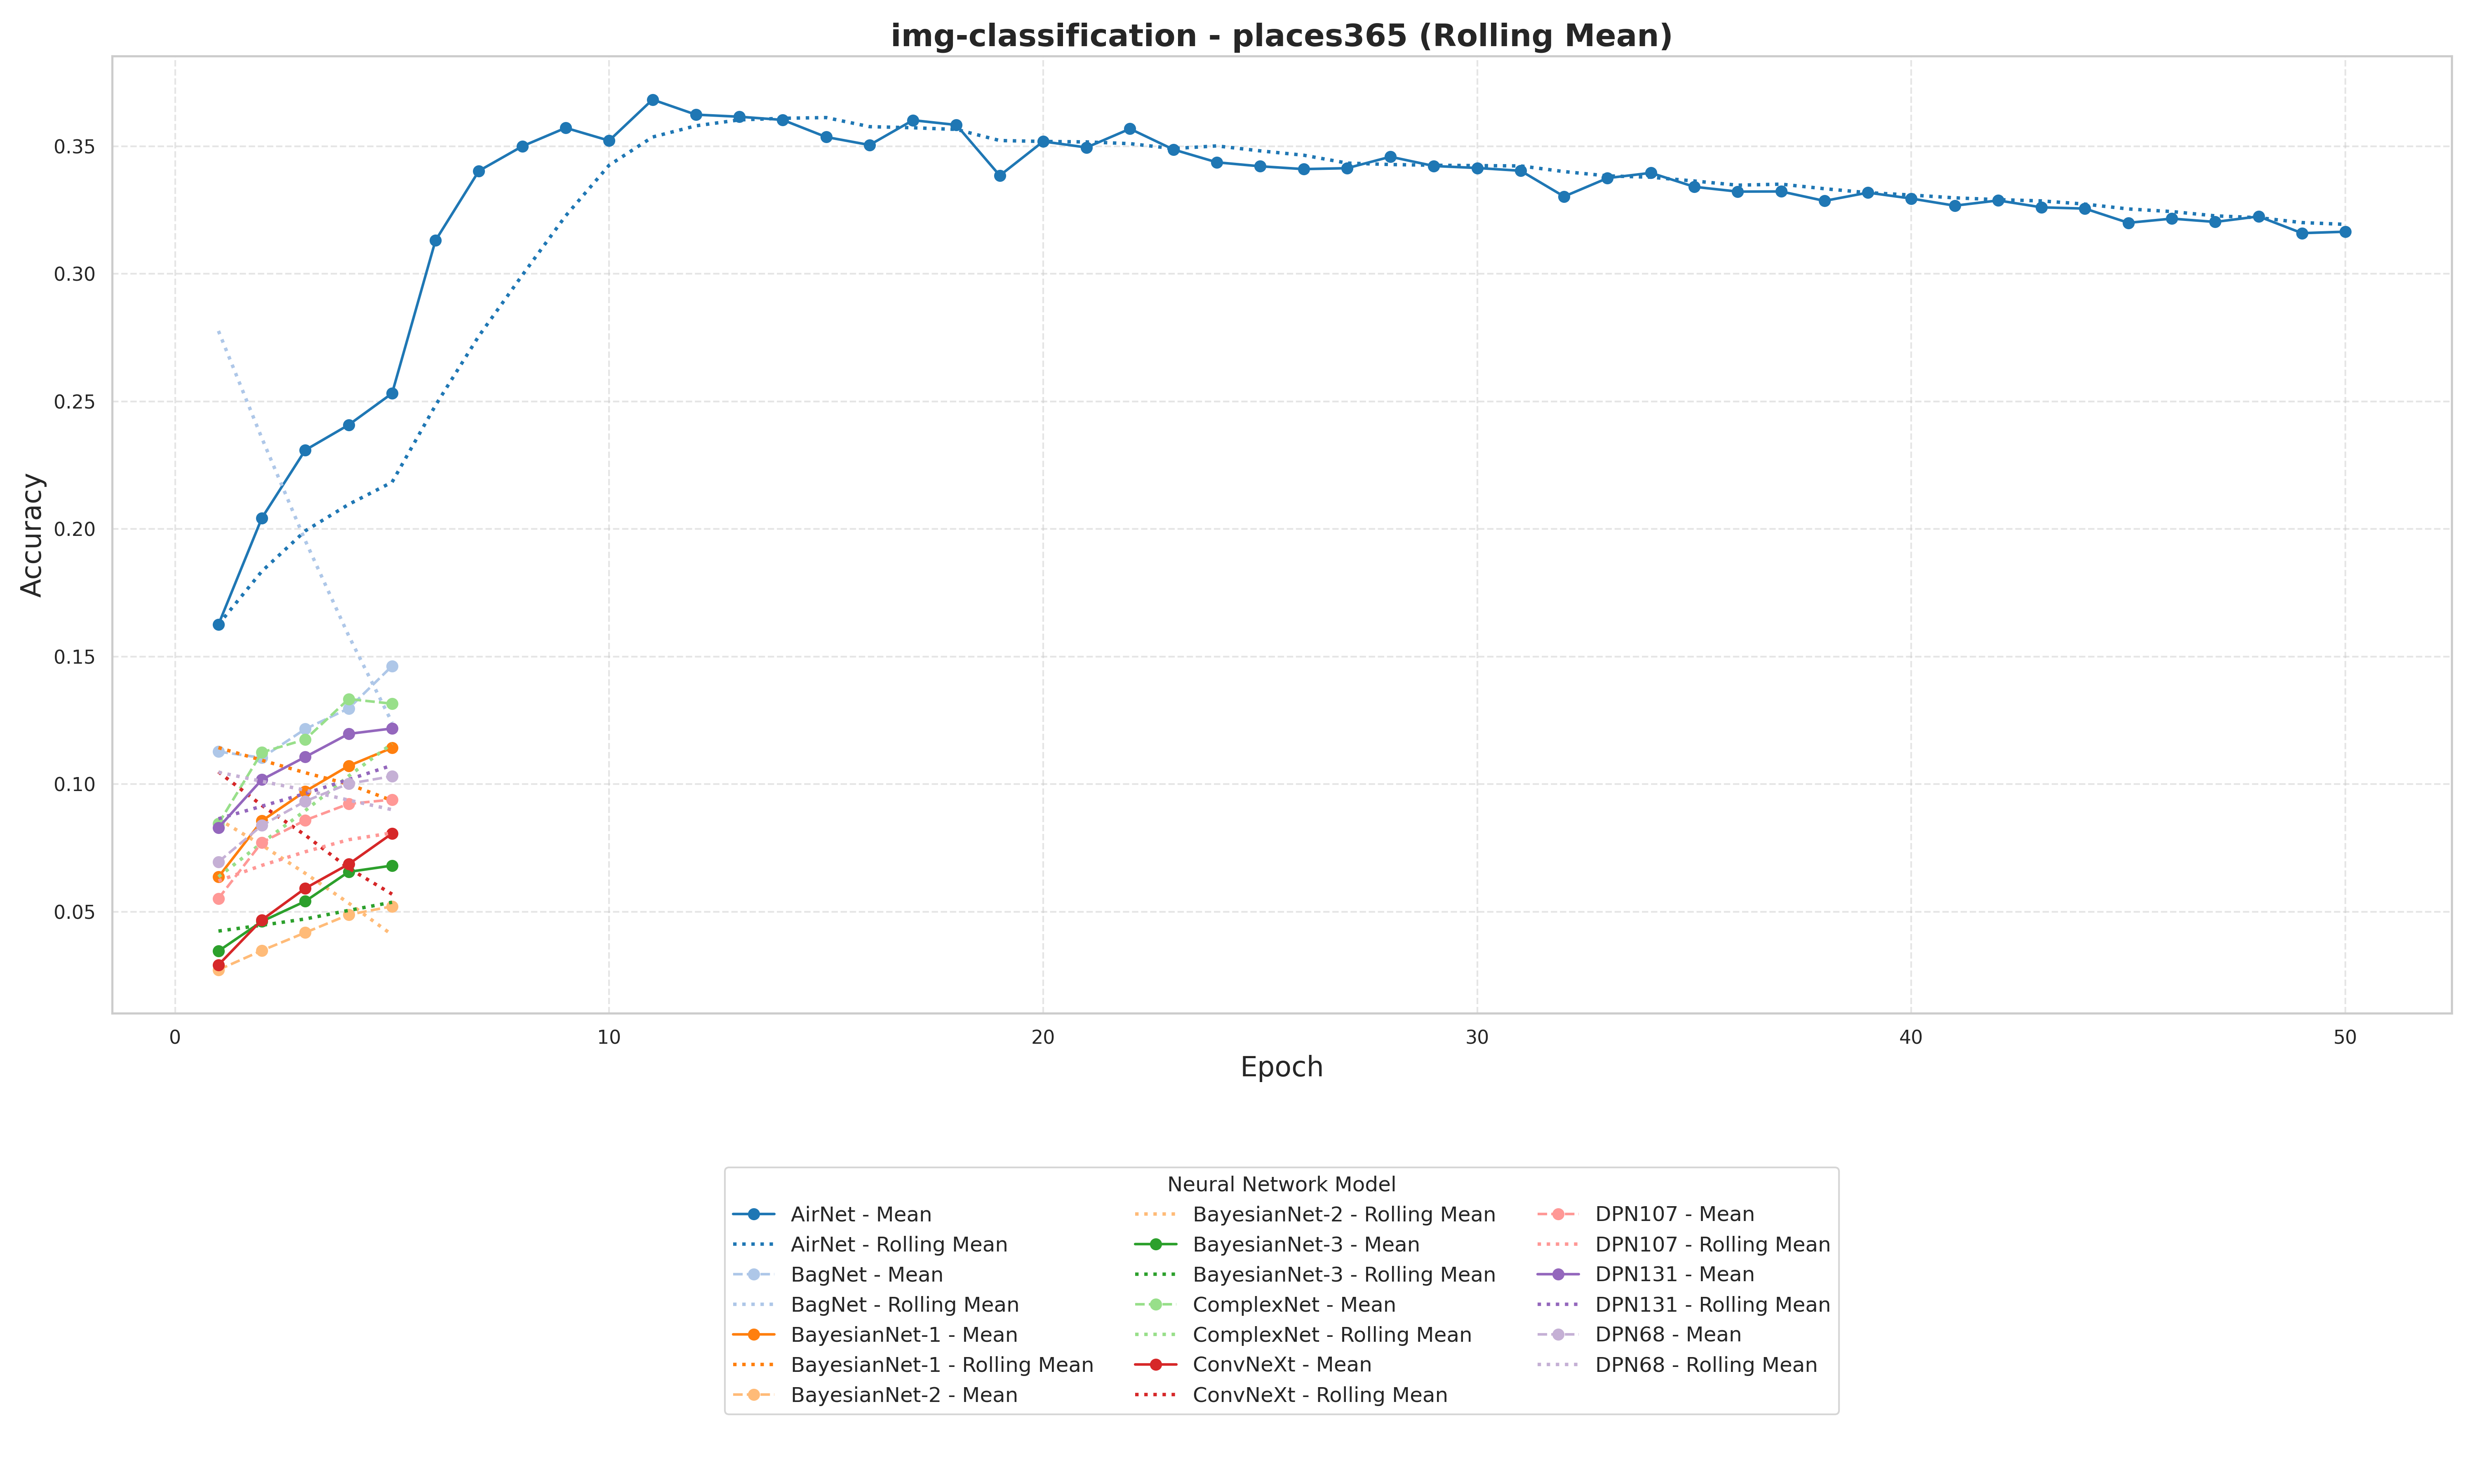 img-classification - places365 (Rolling Mean)
Accuracy
0.35
0.30
0.25
0.20
0.15
0.10
0.05
0
10
20
30
40
50
Epoch
Neural Network Model
AirNet - Mean
AirNet - Rolling Mean
BagNet - Mean
BagNet - Rolling Mean
BayesianNet-1 - Mean
BayesianNet-1 - Rolling Mean
BayesianNet-2 - Mean
BayesianNet-2 - Rolling Mean
BayesianNet-3 - Mean
BayesianNet-3 - Rolling Mean
ComplexNet - Mean
ComplexNet - Rolling Mean
ConvNeXt - Mean
ConvNeXt - Rolling Mean
DPN107 - Mean
DPN107 - Rolling Mean
DPN131 - Mean
DPN131 - Rolling Mean
DPN68 - Mean
DPN68 - Rolling Mean